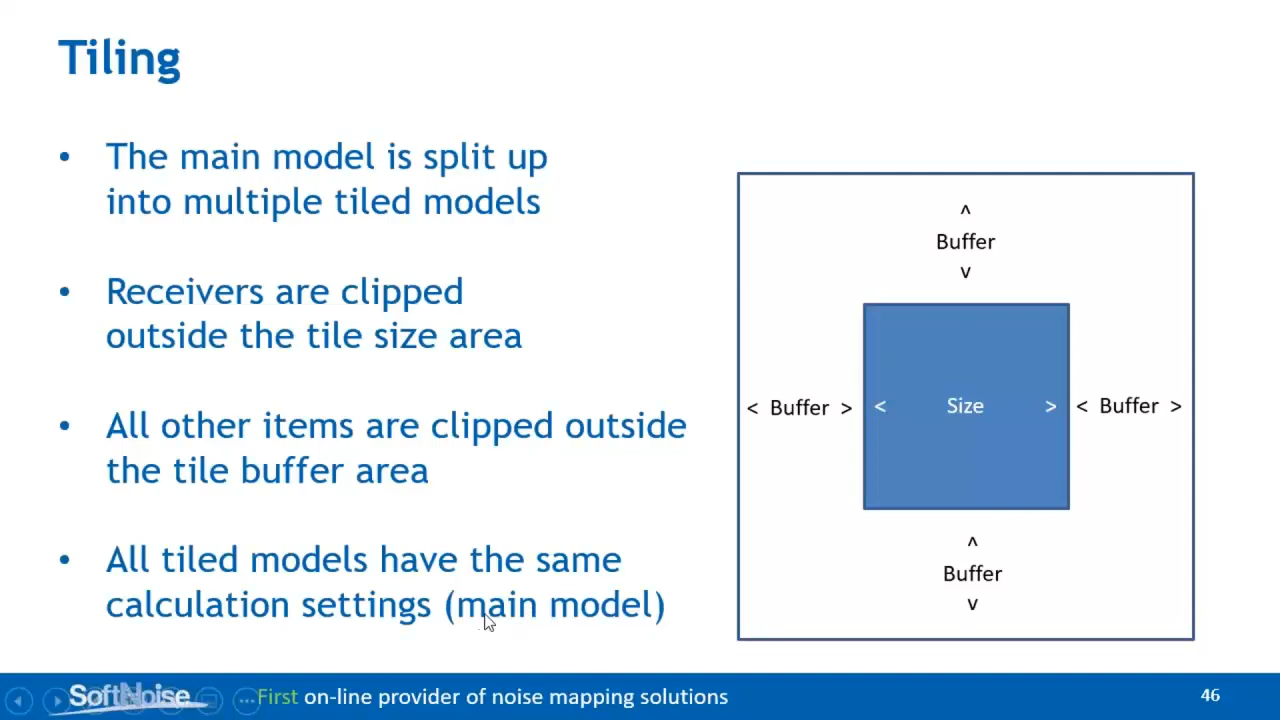 Tiling
• The main model is split up
into multiple tiled models
• Receivers are clipped
outside the tile size area
• All other items are clipped outside
the tile buffer area
• All tiled models have the same
calculation settings (main model)
^
Buffer
v
< Buffer >
< Size >
< Buffer >
^
Buffer
v
SoftNoise
First on-line provider of noise mapping solutions
46